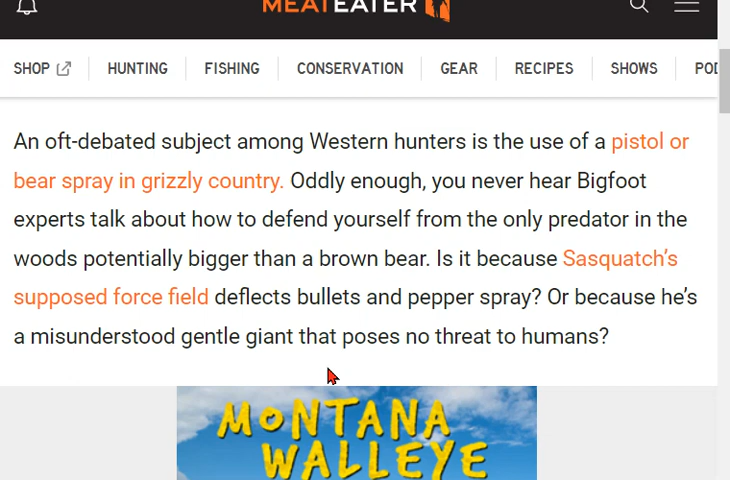 MEATEATER
SHOP HUNTING FISHING CONSERVATION GEAR RECIPES SHOWS POD
An oft-debated subject among Western hunters is the use of a pistol or
bear spray in grizzly country. Oddly enough, you never hear Bigfoot
experts talk about how to defend yourself from the only predator in the
woods potentially bigger than a brown bear. Is it because Sasquatch's
supposed force field deflects bullets and pepper spray? Or because he's
a misunderstood gentle giant that poses no threat to humans?
MONTANA
WALLEYE